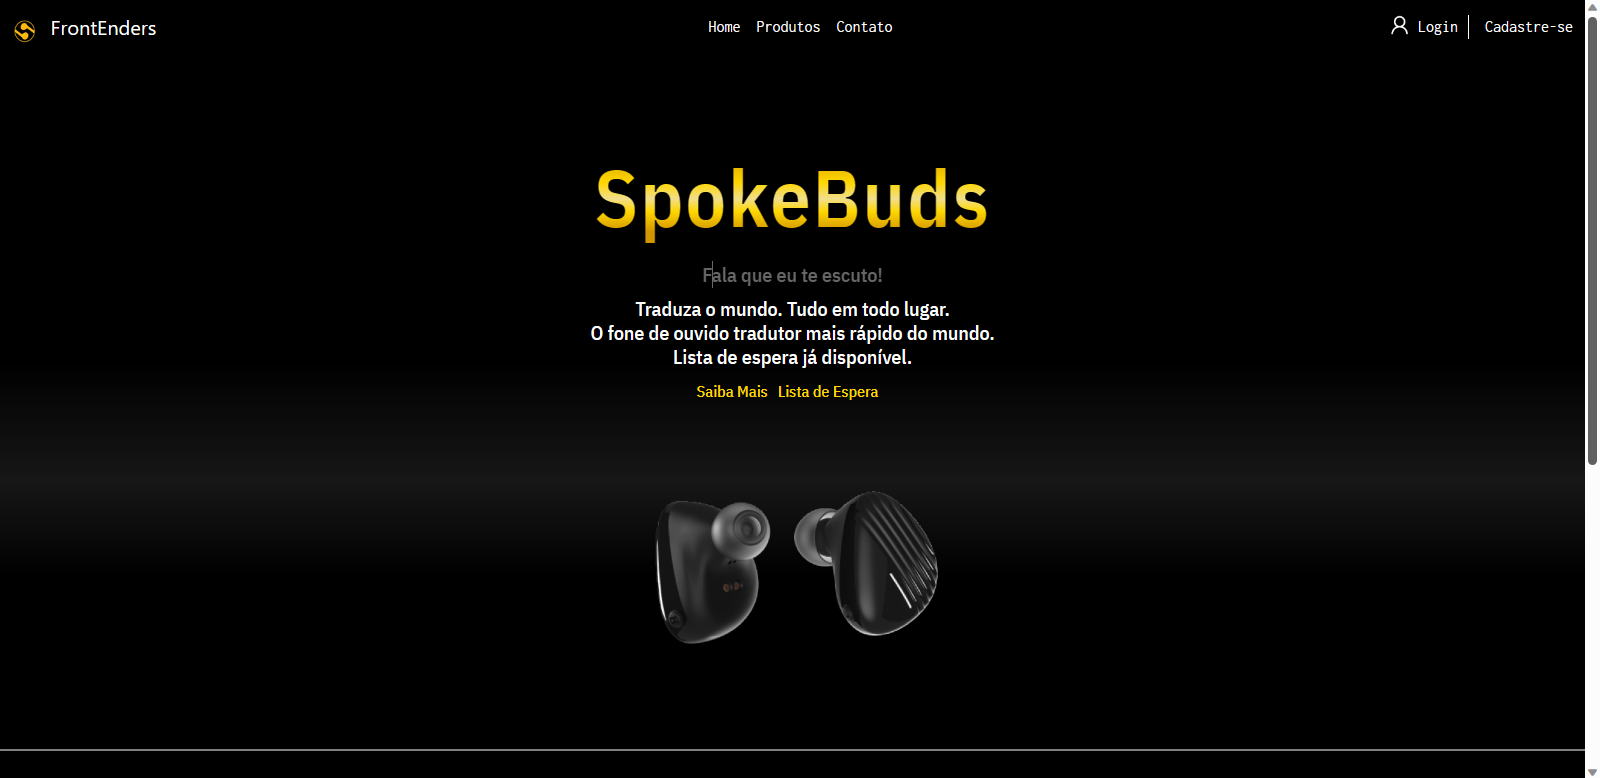 FrontEnders
Home Produtos Contato
Login Cadastre-se
SpokeBuds
Fala que eu te escuto!
Traduza o mundo. Tudo em todo lugar.
O fone de ouvido tradutor mais rápido do mundo.
Lista de espera já disponível.
Saiba Mais Lista de Espera